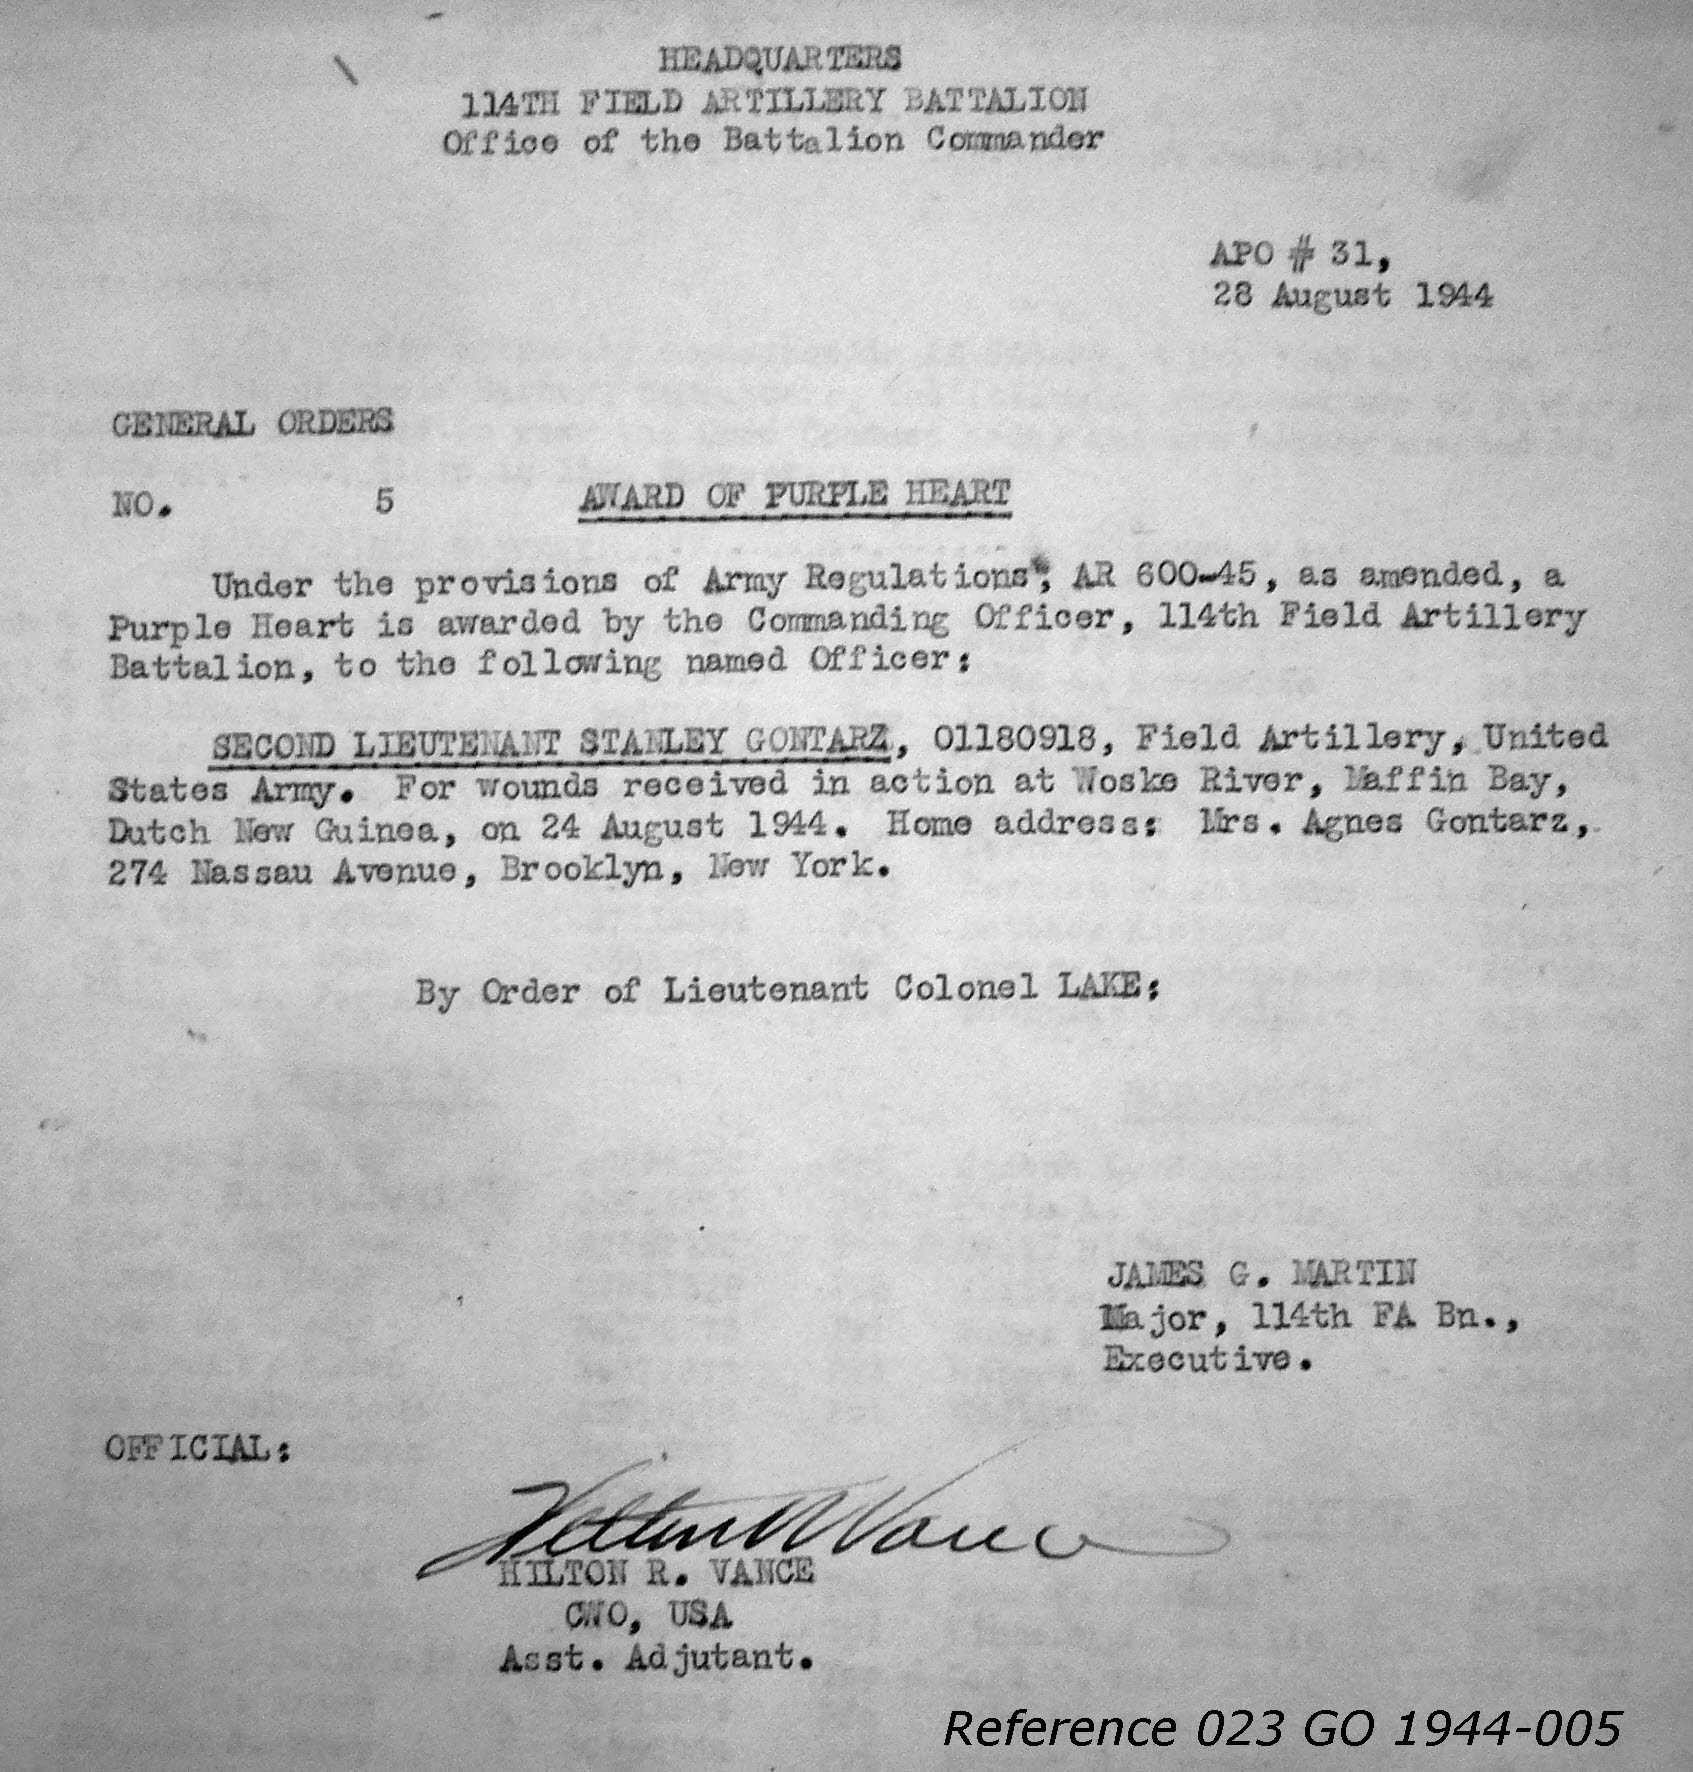 HEADQUARTERS
114TH FIELD ARTILLERY BATTALION
Office of the Battalion Commander
APO # 31,
28 August 1944
GENERAL ORDERS
NO. 5 AWARD OF PURPLE HEART
Under the provisions of Army Regulations, AR 600-45, as amended, a
Purple Heart is awarded by the Commanding Officer, 114th Field Artillery
Battalion, to the following named Officer:
SECOND LIEUTENANT STANLEY GONTARZ, 01180918, Field Artillery, United
States Army. For wounds received in action at Woske River, Maffin Bay,
Dutch New Guinea, on 24 August 1944. Home address: Mrs. Agnes Gontarz,
274 Nassau Avenue, Brooklyn, New York.
By Order of Lieutenant Colonel LAKE:
JAMES G. MARTIN
Major, 114th FA Bn.,
Executive.
OFFICIAL:
Hilton R Vance
HILTON R. VANCE
CWO, USA
Asst. Adjutant.
Reference 023 GO 1944-005